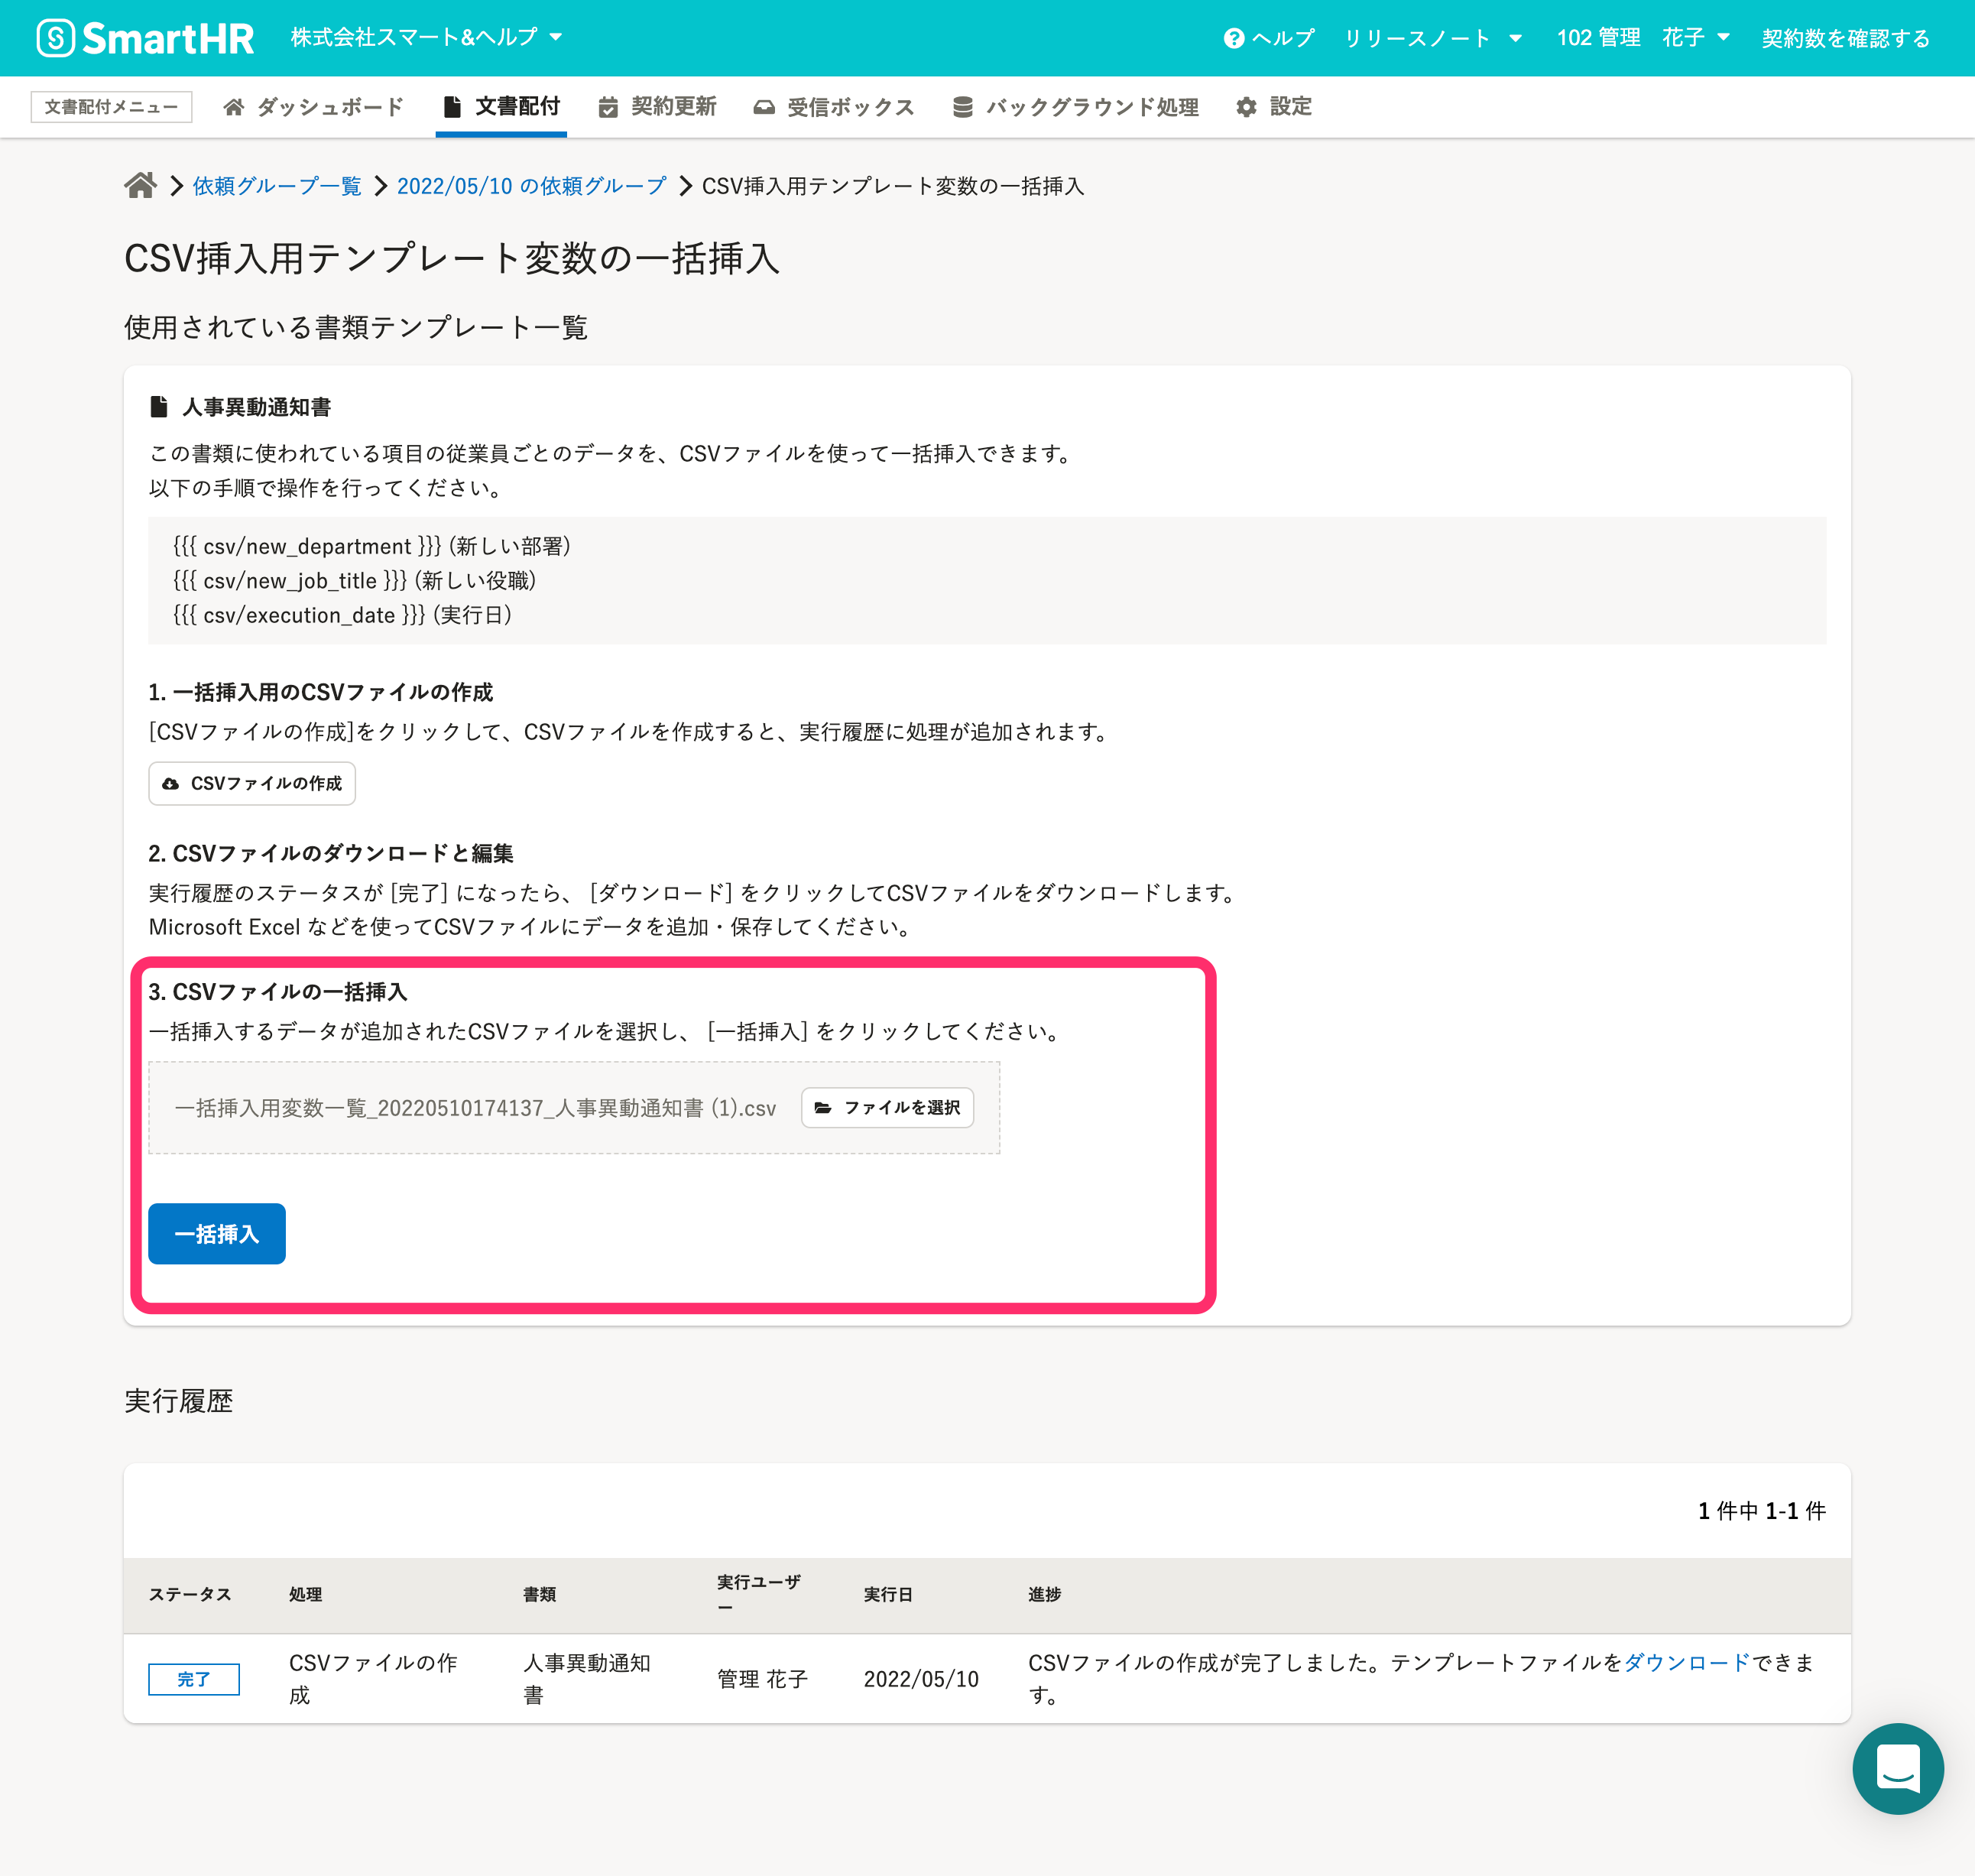 SmartHR 株式会社スマート&ヘルプ ヘルプ リリースノート 102 管理 花子 契約数を確認する
文書配付メニュー ダッシュボード 文書配付 契約更新 受信ボックス バックグラウンド処理 設定
依頼グループ一覧 2022/05/10 の依頼グループ CSV挿入用テンプレート変数の一括挿入
CSV挿入用テンプレート変数の一括挿入
使用されている書類テンプレート一覧
人事異動通知書
この書類に使われている項目の従業員ごとのデータを、CSVファイルを使って一括挿入できます。
以下の手順で操作を行ってください。
{{{ csv/new_department }}} (新しい部署)
{{{ csv/new_job_title }}} (新しい役職)
{{{ csv/execution_date }}} (実行日)
1. 一括挿入用のCSVファイルの作成
[CSVファイルの作成]をクリックして、CSVファイルを作成すると、実行履歴に処理が追加されます。
CSVファイルの作成
2. CSVファイルのダウンロードと編集
実行履歴のステータスが [完了] になったら、 [ダウンロード] をクリックしてCSVファイルをダウンロードします。
Microsoft Excel などを使ってCSVファイルにデータを追加・保存してください。
3. CSVファイルの一括挿入
一括挿入するデータが追加されたCSVファイルを選択し、 [一括挿入] をクリックしてください。
一括挿入用変数一覧_20220510174137_人事異動通知書 (1).csv ファイルを選択
一括挿入
実行履歴
1 件中 1-1 件
ステータス 処理 書類 実行ユーザ
ー 実行日 進捗
完了 CSVファイルの作
成 人事異動通知
書 管理 花子 2022/05/10 CSVファイルの作成が完了しました。テンプレートファイルをダウンロードできま
す。